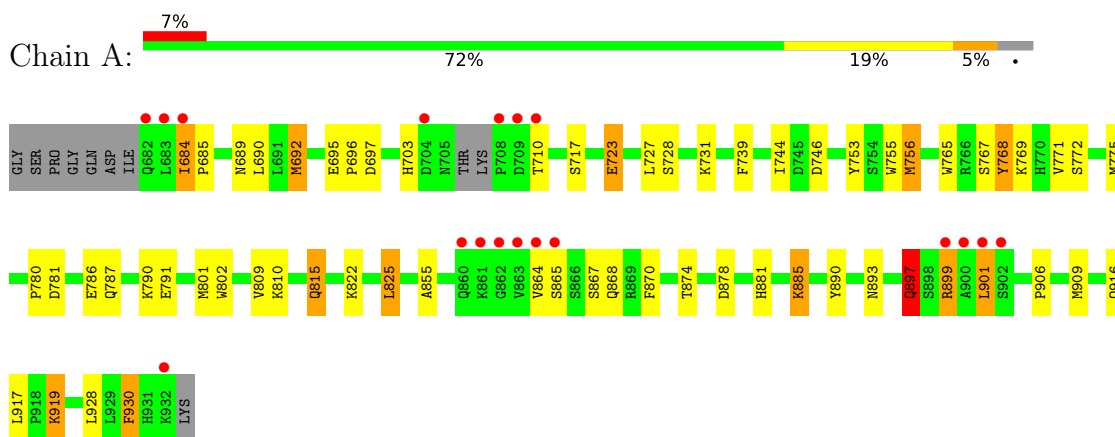 7%
Chain A:
72% 19% 5% •
GLY SER PRO GLY GLN ASP ILE Q682 L683 I684 P685 N689 L690 L691 M692 E695 P696 D697 H703 D704 N705 THR LYS P708 D709 T710 S717 E723 L727 S728 K731 F739 I744 D745 D746 Y753 S754 W755 M756 W765 R766 S767 Y768 K769 H770 V771 S772
P780 D781 E786 Q787 K790 E791 M801 W802 V809 K810 Q815 K822 L825 A855 Q860 K861 G862 V863 V864 S865 S866 S867 Q868 R869 F870 T874 D878 H881 K885 Y890 N893 Q897 S898 R899 A900 L901 S902 P906 M909
L917 P918 K919 L928 L929 F930 H931 K932 LYS